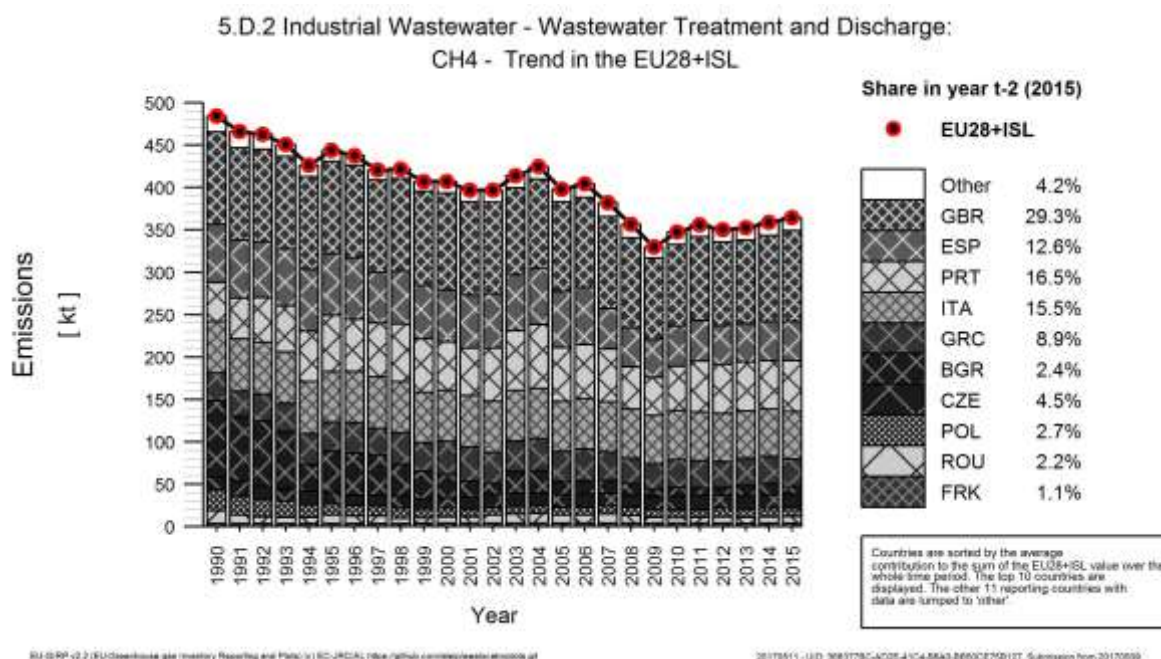 5.D.2 Industrial Wastewater - Wastewater Treatment and Discharge:
CH4 - Trend in the EU28+ISL
Share in year t-2 (2015)
EU28+ISL
Other 4.2%
GBR 29.3%
ESP 12.6%
PRT 16.5%
ITA 15.5%
GRC 8.9%
BGR 2.4%
CZE 4.5%
POL 2.7%
ROU 2.2%
FRK 1.1%
Countries are sorted by the average
contribution to the sum of the EU28+ISL value over the
whole time period. The top 10 countries are
displayed. The other 11 reporting countries with
data are lumped to 'other'.
Emissions
[ kt ]
500
450
400
350
300
250
200
150
100
50
0
1990
1991
1992
1993
1994
1995
1996
1997
1998
1999
2000
2001
2002
2003
2004
2005
2006
2007
2008
2009
2010
2011
2012
2013
2014
2015
Year